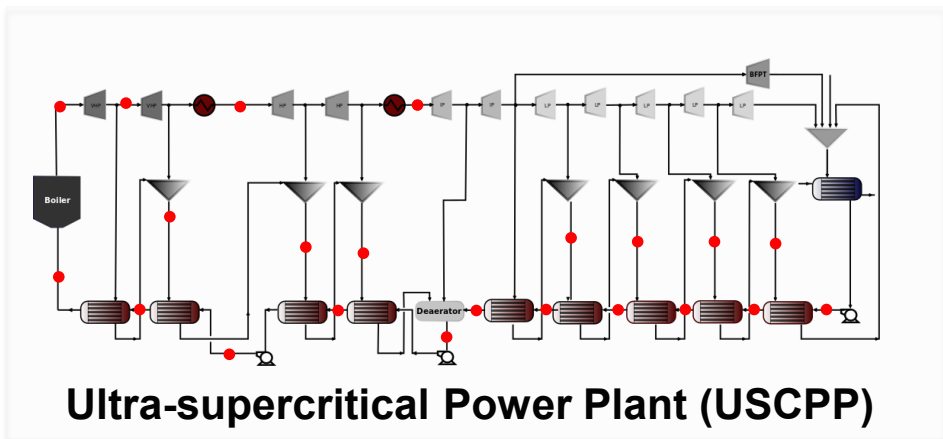 BFPT
VHP
VHP
HP
HP
IP
IP
LP
LP
LP
LP
LP
Boiler
Deaerator
Ultra-supercritical Power Plant (USCPP)